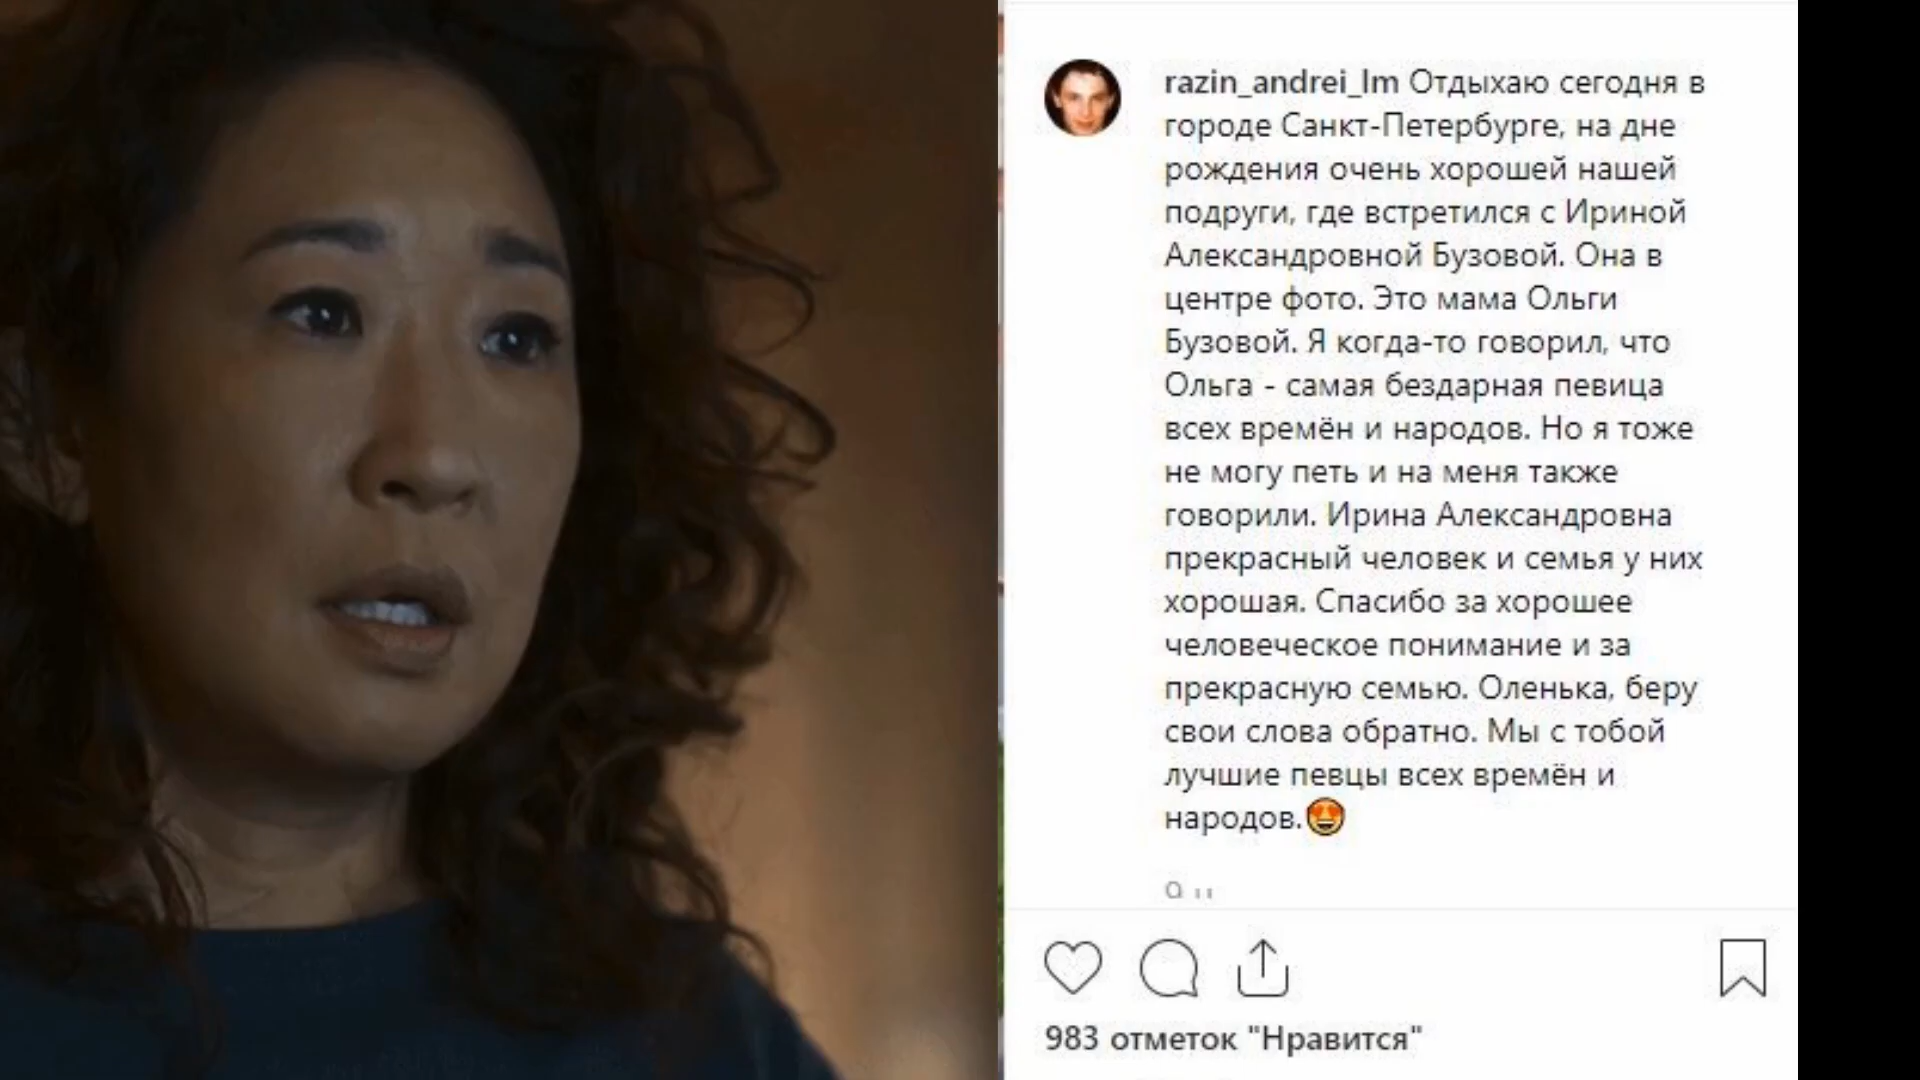 razin_andrei_lm Отдыхаю сегодня в
городе Санкт-Петербурге, на дне
рождения очень хорошей нашей
подруги, где встретился с Ириной
Александровной Бузовой. Она в
центре фото. Это мама Ольги
Бузовой. Я когда-то говорил, что
Ольга - самая бездарная певица
всех времён и народов. Но я тоже
не могу петь и на меня также
говорили. Ирина Александровна
прекрасный человек и семья у них
хорошая. Спасибо за хорошее
человеческое понимание и за
прекрасную семью. Оленька, беру
свои слова обратно. Мы с тобой
лучшие певцы всех времён и
народов.🤩
983 отметок "Нравится"